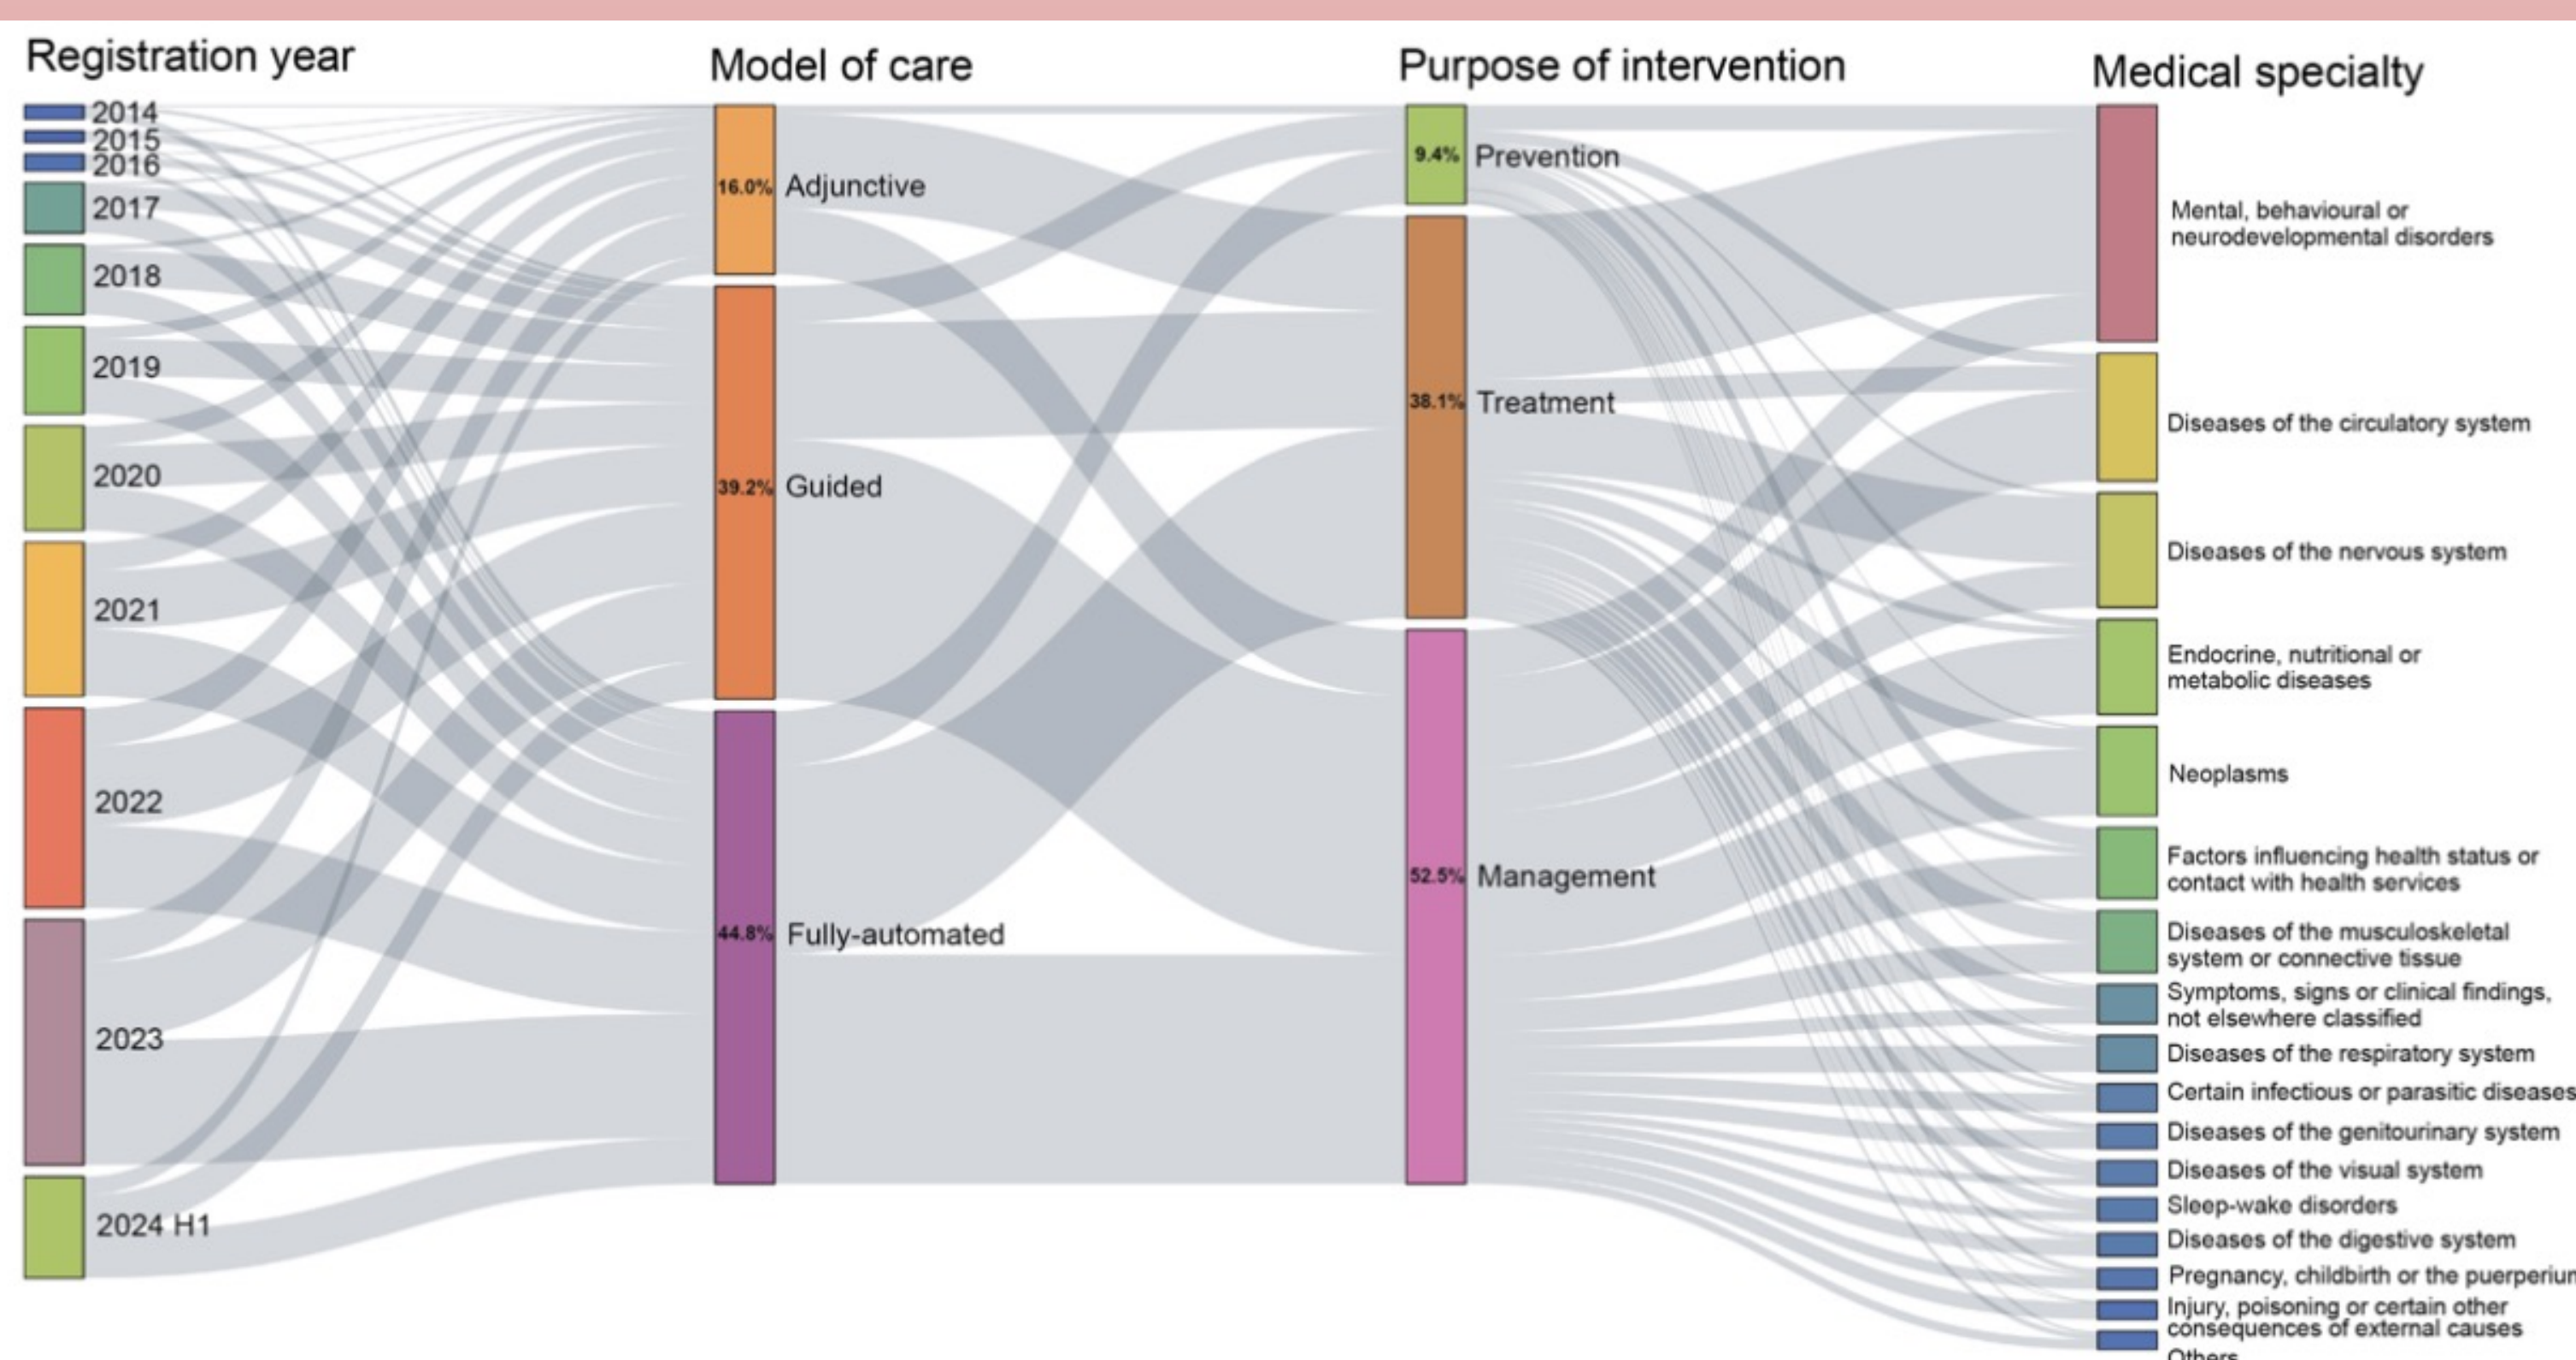 Registration year
Model of care
Purpose of intervention
Medical specialty
2014
2015
2016
2017
2018
2019
2020
2021
2022
2023
2024 H1
16.0% Adjunctive
39.2% Guided
44.8% Fully-automated
9.4% Prevention
38.1% Treatment
52.5% Management
Mental, behavioural or
neurodevelopmental disorders
Diseases of the circulatory system
Diseases of the nervous system
Endocrine, nutritional or
metabolic diseases
Neoplasms
Factors influencing health status or
contact with health services
Diseases of the musculoskeletal
system or connective tissue
Symptoms, signs or clinical findings,
not elsewhere classified
Diseases of the respiratory system
Certain infectious or parasitic diseases
Diseases of the genitourinary system
Diseases of the visual system
Sleep-wake disorders
Diseases of the digestive system
Pregnancy, childbirth or the
Injury, poisoning or certain other
consequences of external causes
Others